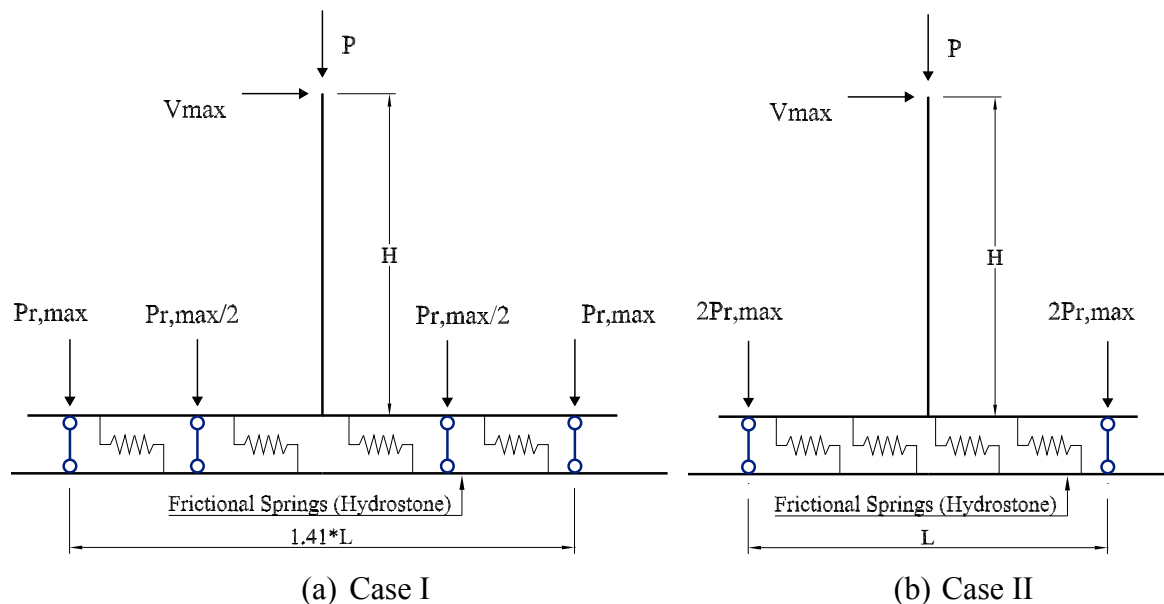 P
Vmax
H
Pr,max
Pr,max/2
Pr,max/2
Pr,max
Frictional Springs (Hydrostone)
1.41*L
(a) Case I
P
Vmax
H
2Pr,max
2Pr,max
Frictional Springs (Hydrostone)
L
(b) Case II